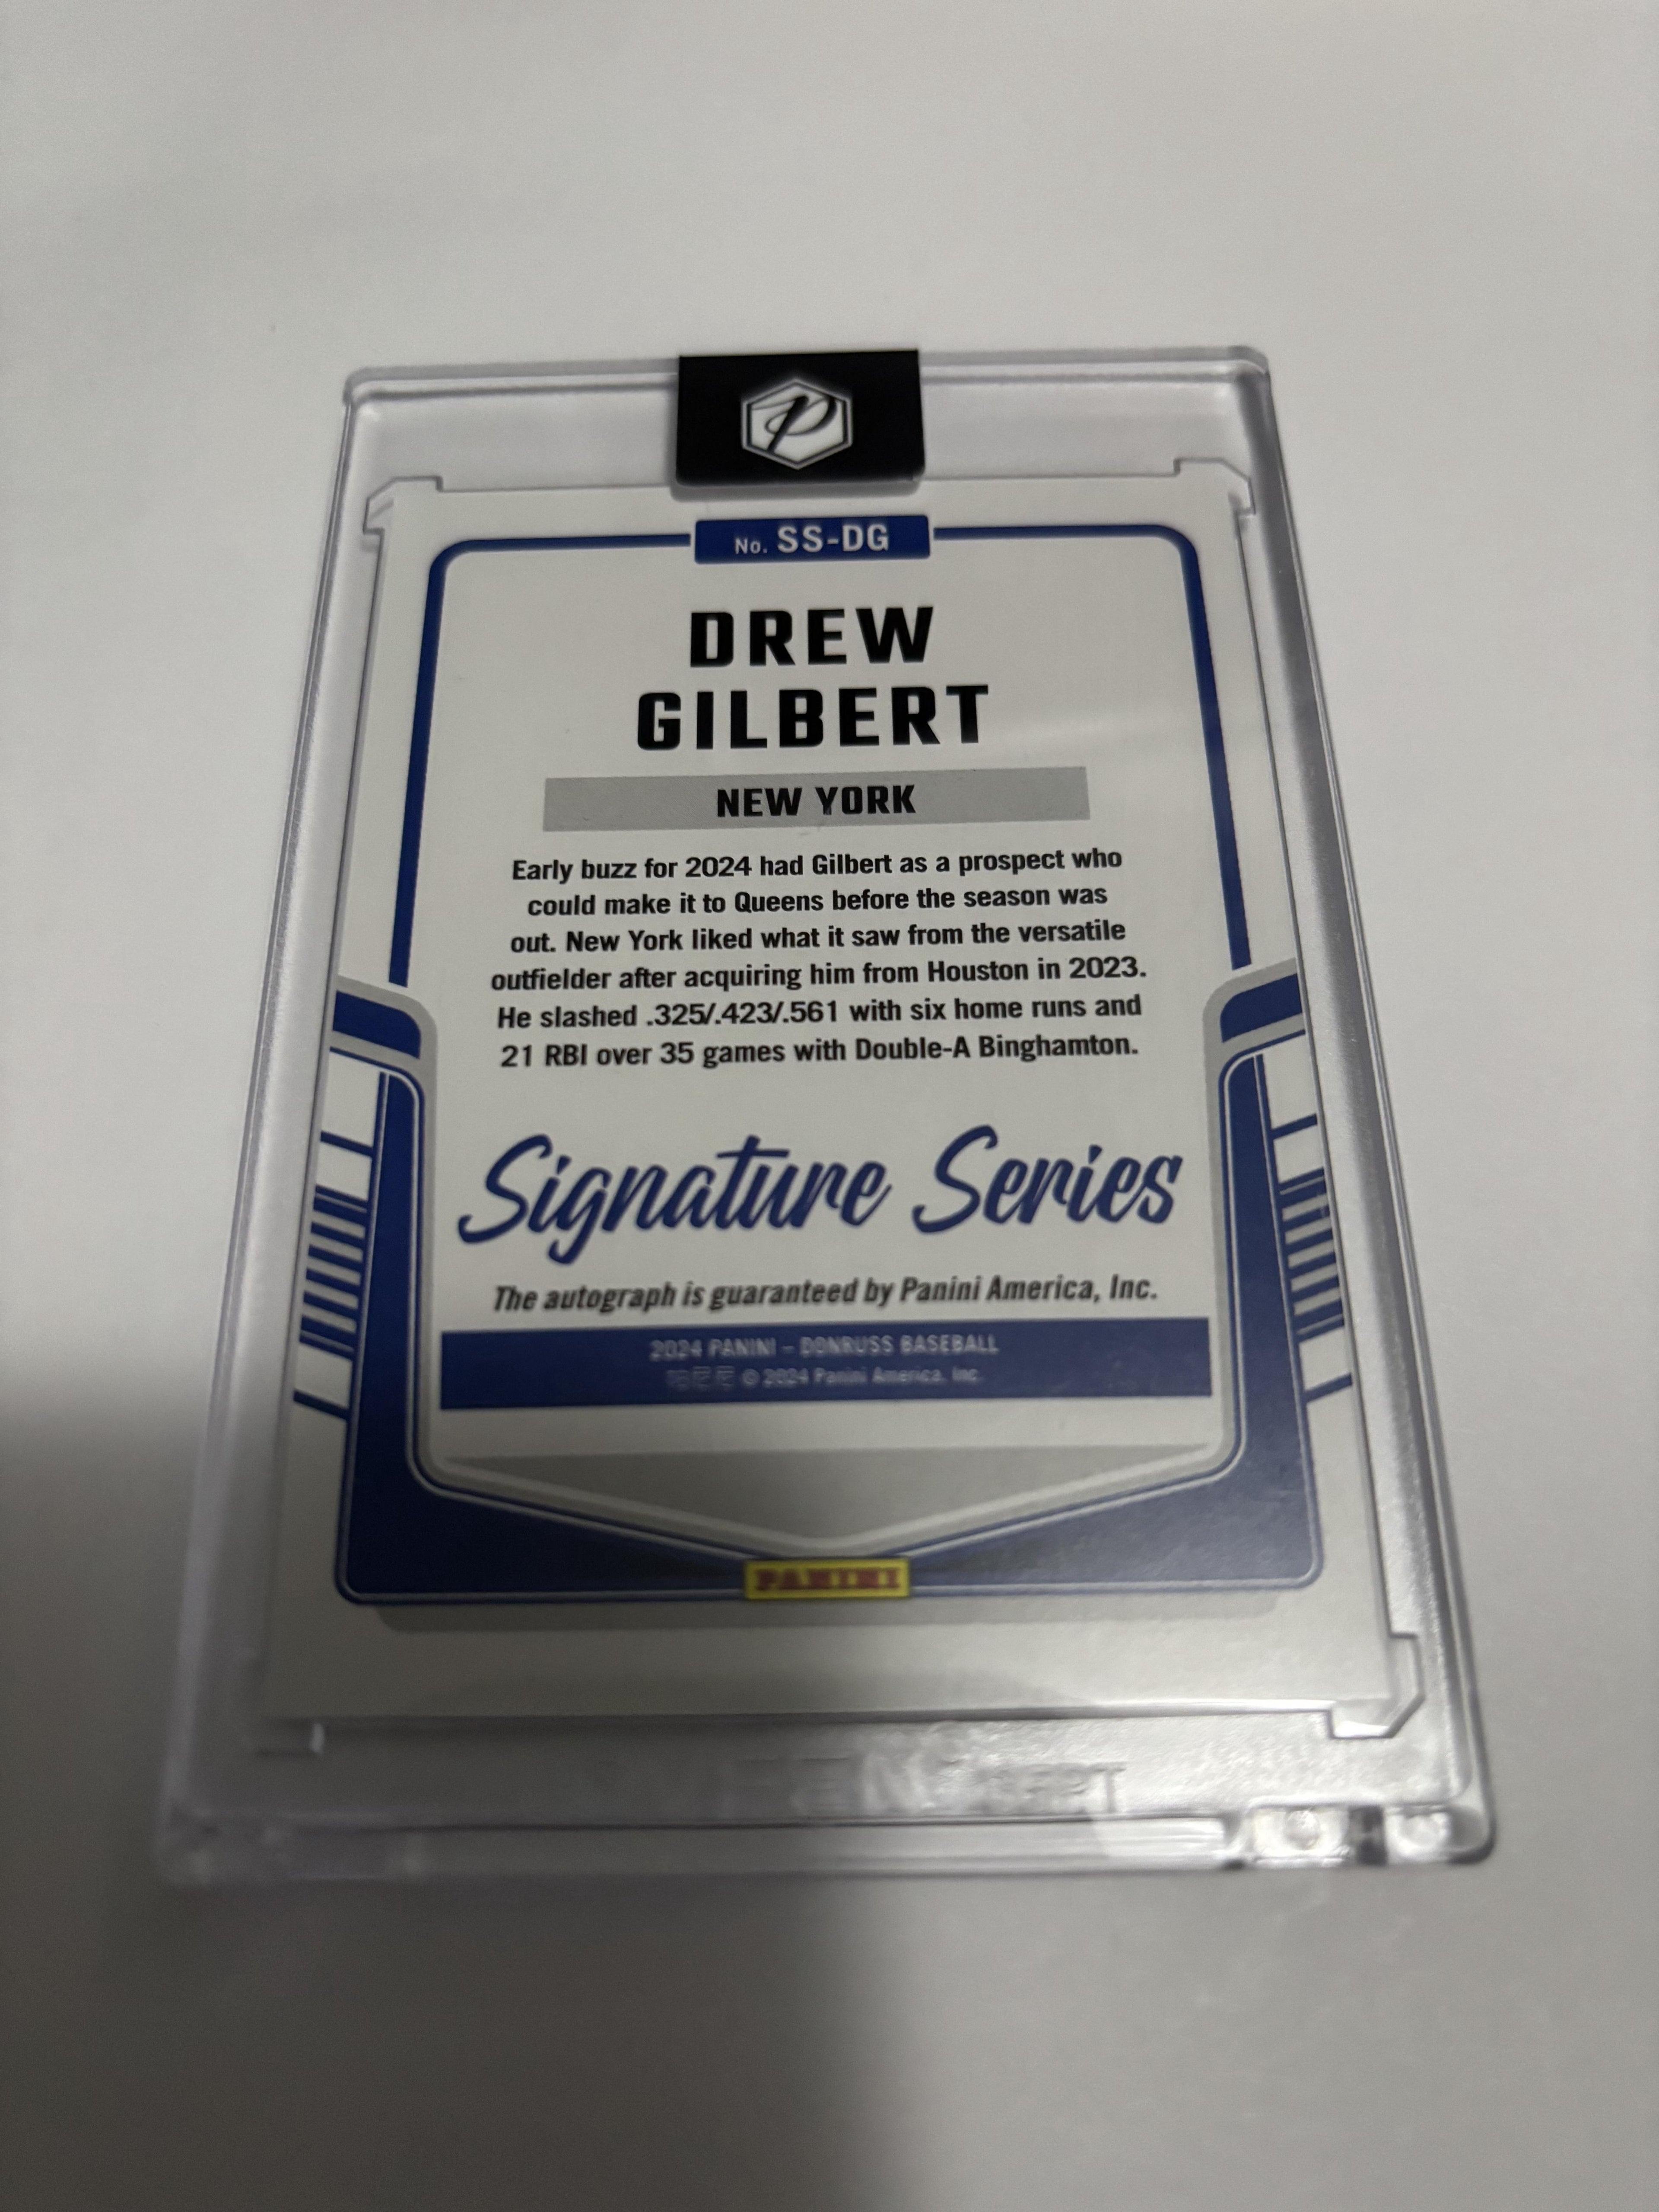 P
No. SS-DG
DREW
GILBERT
NEW YORK
Early buzz for 2024 had Gilbert as a prospect who
could make it to Queens before the season was
out. New York liked what it saw from the versatile
outfielder after acquiring him from Houston in 2023.
He slashed .325/.423/.561 with six home runs and
21 RBI over 35 games with Double-A Binghamton.
Signature Series
The autograph is guaranteed by Panini America, Inc.
2024 PANINI – DONRUSS BASEBALL
© 2024 Panini America, Inc.
PANINI